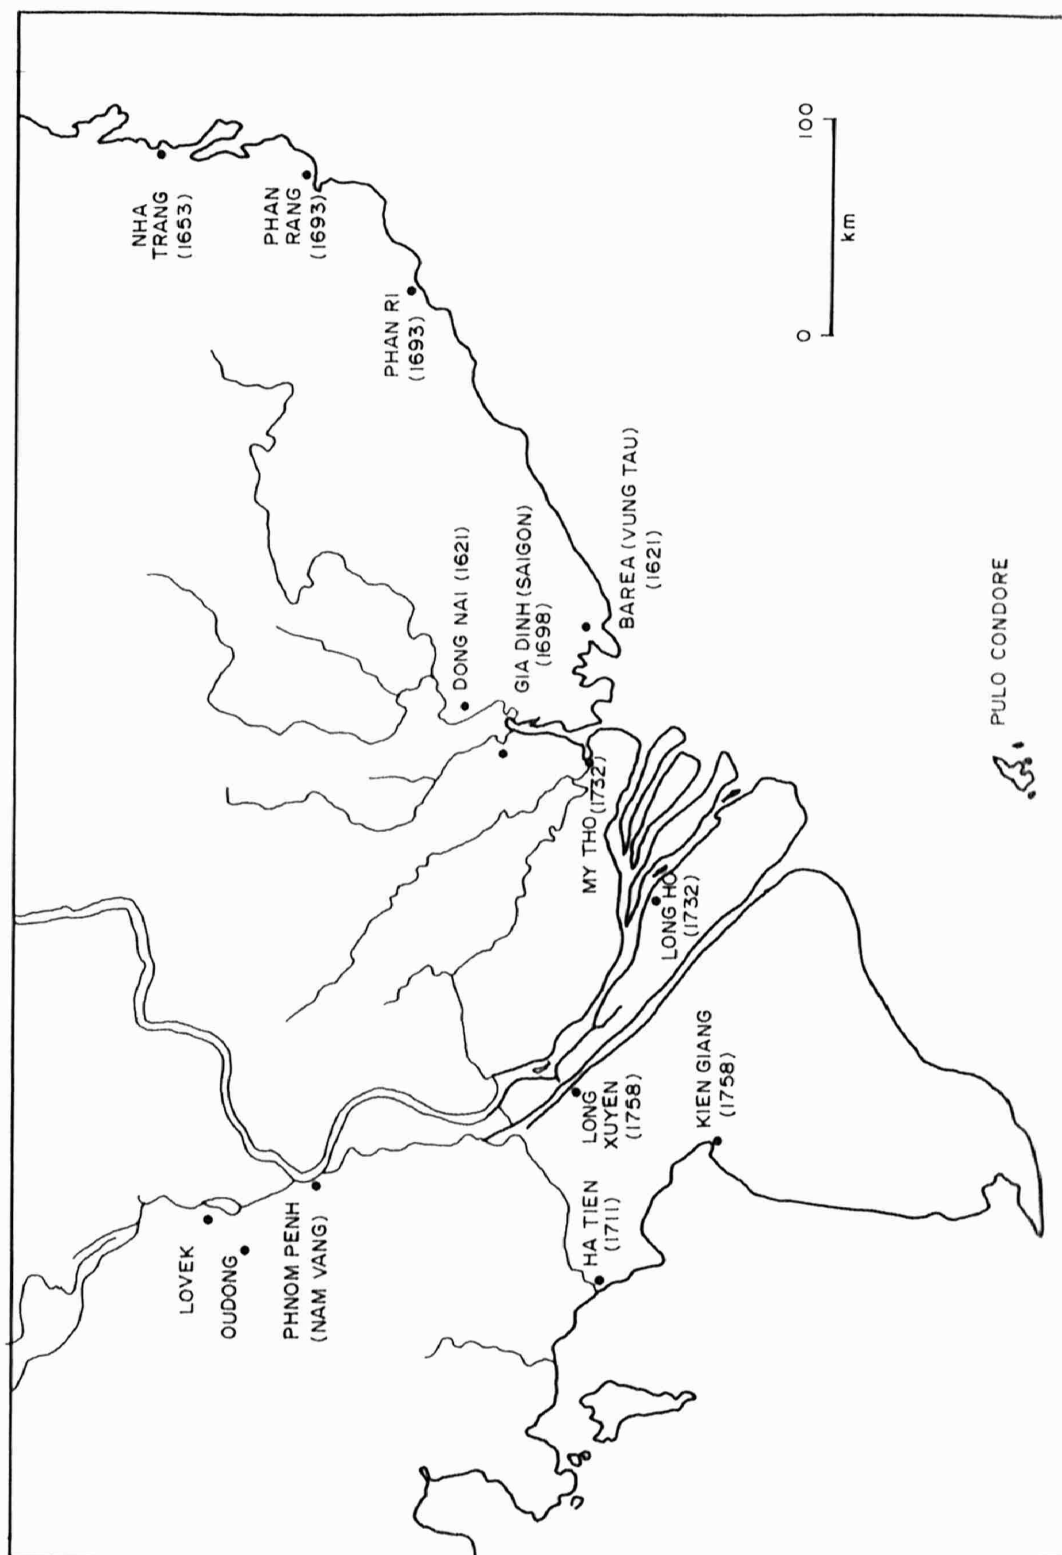 NHA
TRANG
(1653)
PHAN
RANG
(1693)
PHAN RI
(1693)
DONG NAI (1621)
GIA DINH (SAIGON)
(1698)
BAREA (VUNG TAU)
(1621)
MY THO (1732)
LONG HO
(1732)
LOVEK
OUDONG
PHNOM PENH
(NAM VANG)
LONG
XUYEN
(1758)
HA TIEN
(1711)
KIEN GIANG
(1758)
PULO CONDORE
0
100
km